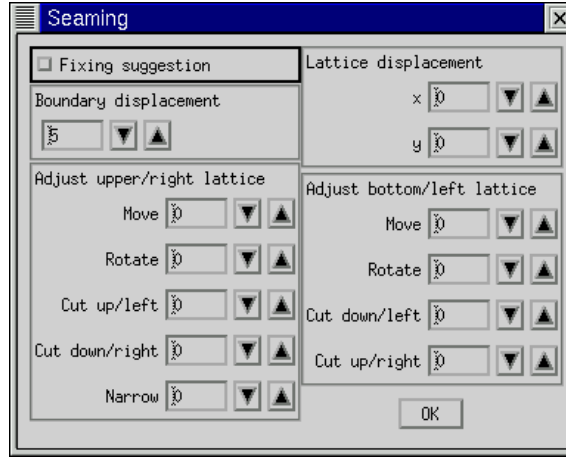 Seaming
Fixing suggestion
Boundary displacement
5
Adjust upper/right lattice
Move 0
Rotate 0
Cut up/left 0
Cut down/right 0
Narrow 0
Lattice displacement
x 0
y 0
Adjust bottom/left lattice
Move 0
Rotate 0
Cut down/left 0
Cut up/right 0
OK